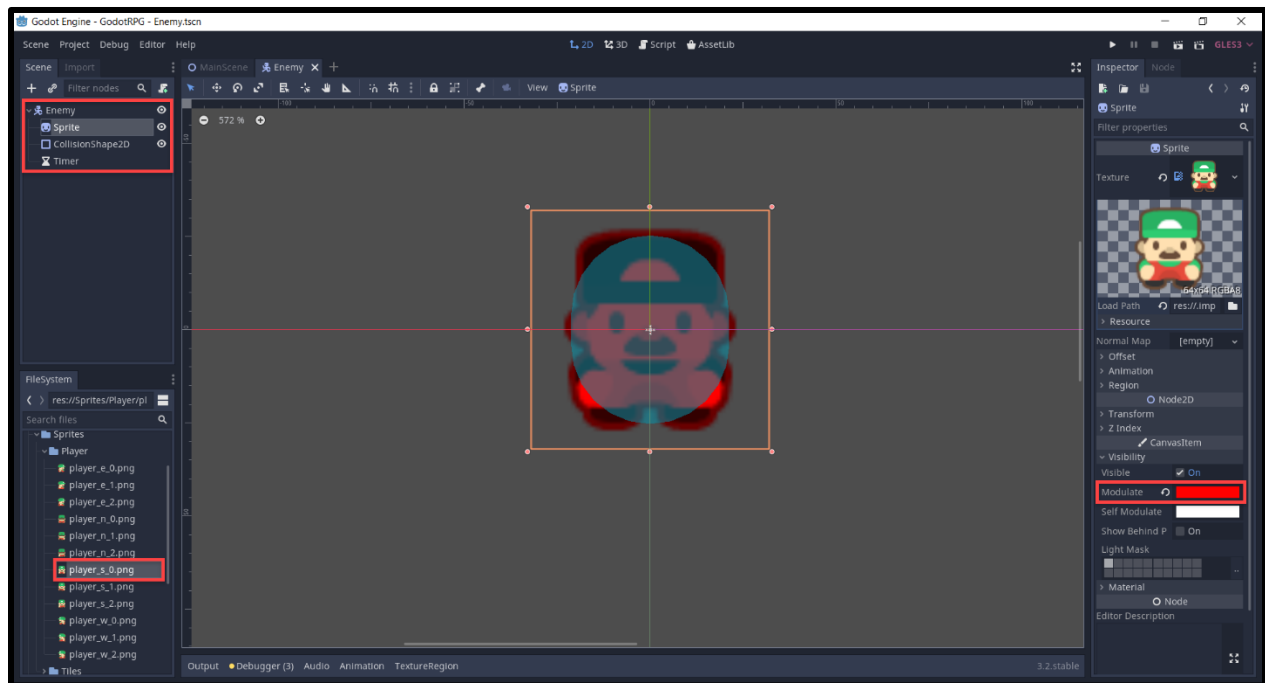 Godot Engine - GodotRPG - Enemy.tscn
Scene Project Debug Editor Help
2D 3D Script AssetLib
GLES3
Scene Import
MainScene Enemy
Inspector Node
Filter nodes
View Sprite
Enemy
Sprite
CollisionShape2D
Timer
572 %
-100 -50 0 50 100
Sprite
Filter properties
Sprite
Texture
64x64 RGBA8
Load Path res://.imp
Resource
Normal Map [empty]
Offset
Animation
Region
Node2D
Transform
Z Index
CanvasItem
Visibility
Visible On
Modulate
Self Modulate
Show Behind P On
Light Mask
..
Material
Node
Editor Description
FileSystem
res://Sprites/Player/pl
Search files
Sprites
Player
player_e_0.png
player_e_1.png
player_e_2.png
player_n_0.png
player_n_1.png
player_n_2.png
player_s_0.png
player_s_1.png
player_s_2.png
player_w_0.png
player_w_1.png
player_w_2.png
Tiles
Output Debugger (3) Audio Animation TextureRegion
3.2.stable